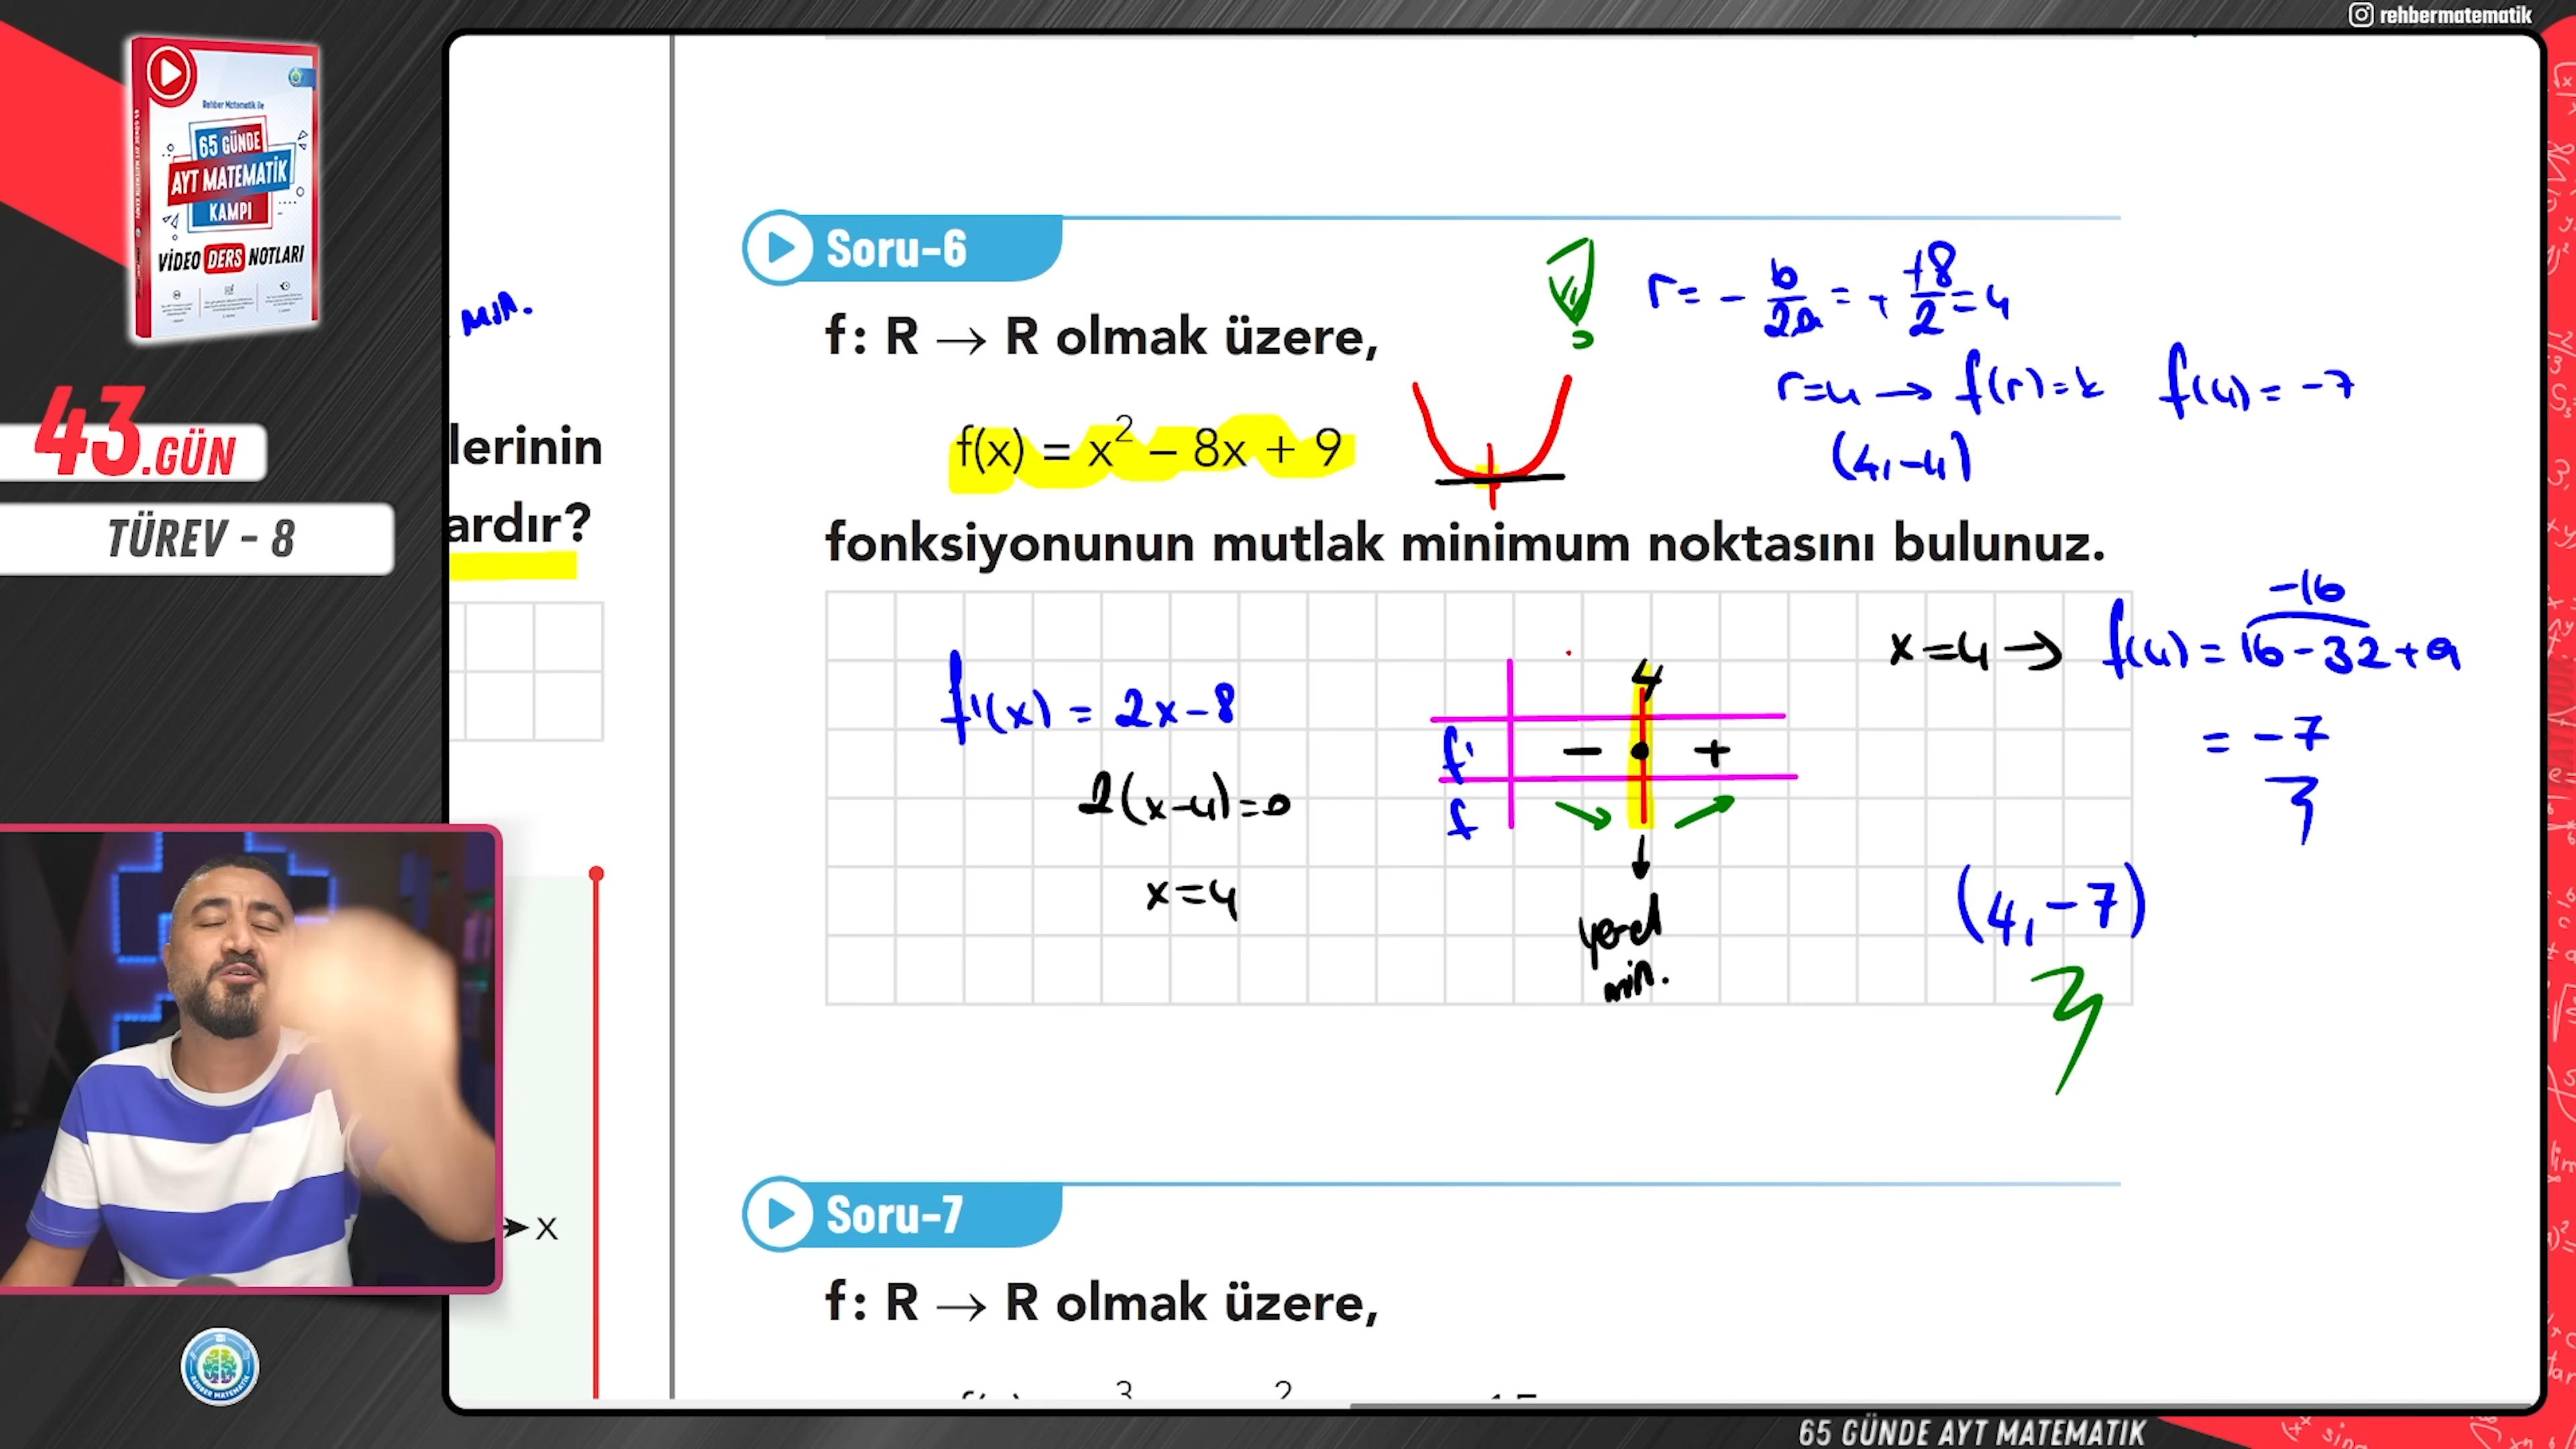 rehbermatematik
Rehber Matematik ile
65 GÜNDE
AYT MATEMATİK
KAMPI
VİDEO DERS NOTLARI
43.GÜN
TÜREV - 8
min.
lerinin
ardır?
x
Soru-6
f: R → R olmak üzere,
f(x) = x² – 8x + 9
fonksiyonunun mutlak minimum noktasını bulunuz.
r = - b/2a = + +8/2 = 4
r=4 → f(r)=k f(4) = -7
(4,-4)
f'(x) = 2x-8
2(x-4)=0
x=4
4
f' - +
f
yerel
min.
x=4 → f(4) = 16-32+9
-16
= -7
(4,-7)
Soru-7
f: R → R olmak üzere,
REHBER MATEMATİK
65 GÜNDE AYT MATEMATİK